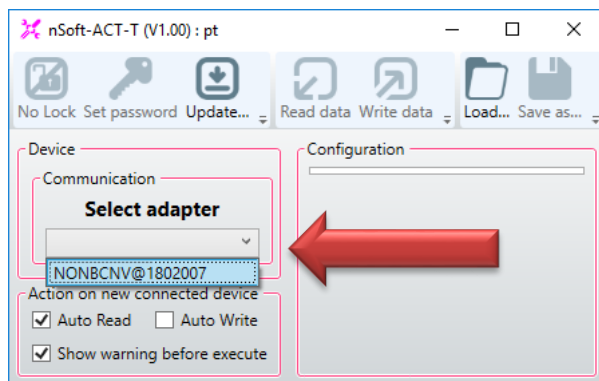 nSoft-ACT-T (V1.00) : pt
No Lock Set password Update... Read data Write data Load... Save as...
Device
Configuration
Communication
Select adapter
NONBCNV@1802007
Action on new connected device
Auto Read Auto Write
Show warning before execute